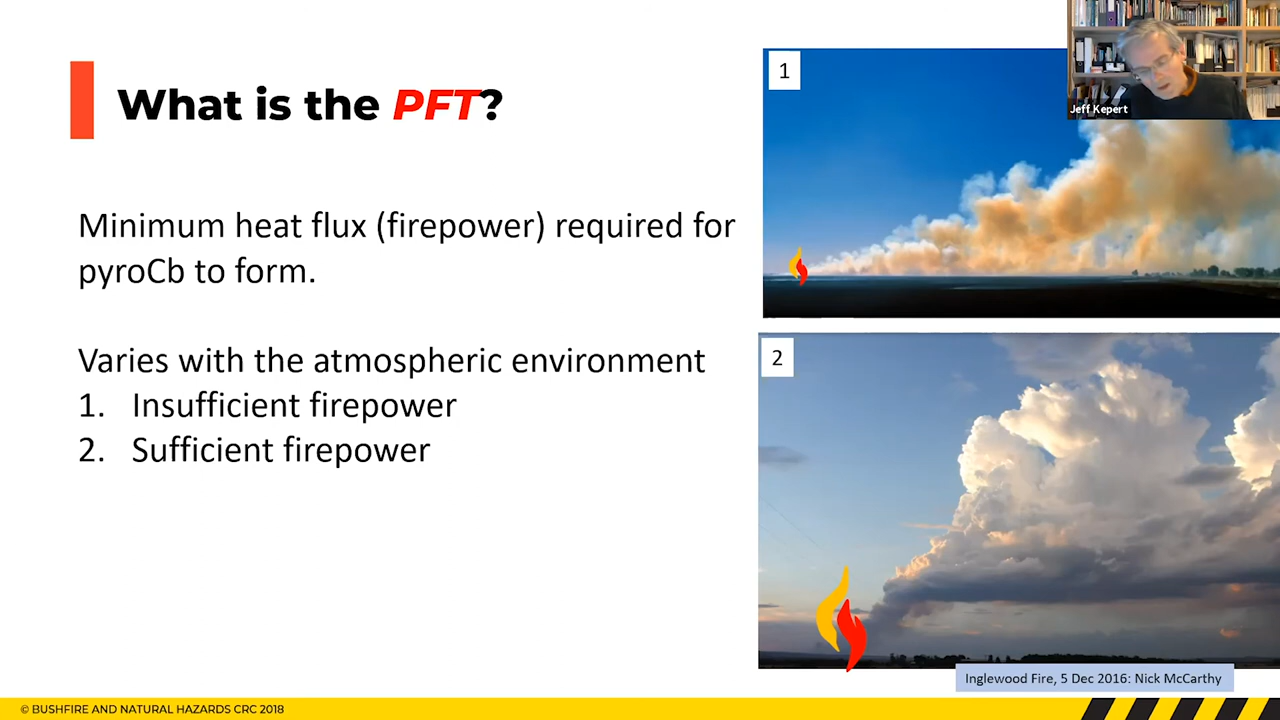 What is the PFT?
Minimum heat flux (firepower) required for
pyroCb to form.
Varies with the atmospheric environment
1. Insufficient firepower
2. Sufficient firepower
1
Jeff Kepert
2
Inglewood Fire, 5 Dec 2016: Nick McCarthy
© BUSHFIRE AND NATURAL HAZARDS CRC 2018